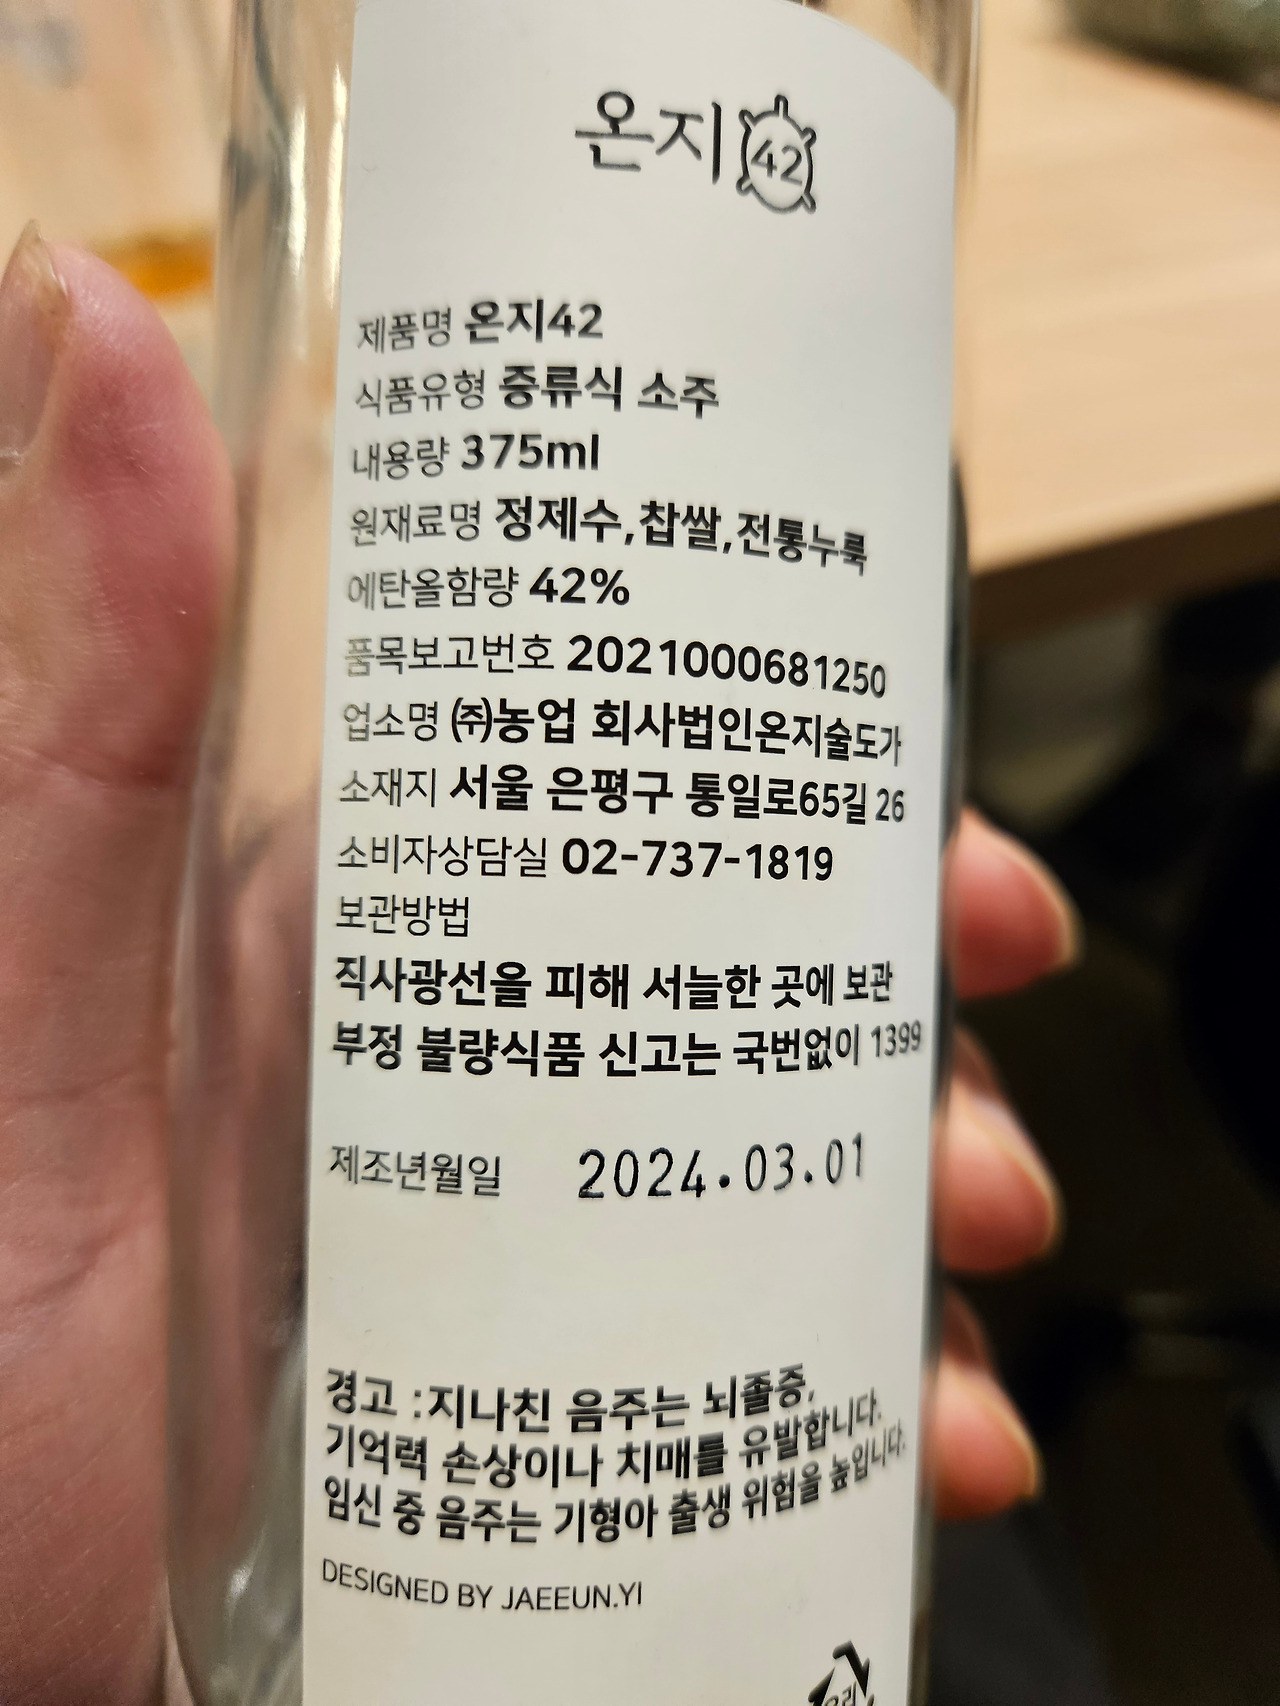 온지42
제품명 온지42
식품유형 증류식 소주
내용량 375ml
원재료명 정제수,찹쌀,전통누룩
에탄올함량 42%
품목보고번호 2021000681250
업소명 ㈜농업 회사법인온지술도가
소재지 서울 은평구 통일로65길 26
소비자상담실 02-737-1819
보관방법
직사광선을 피해 서늘한 곳에 보관
부정 불량식품 신고는 국번없이 1399
제조년월일 2024.03.01
경고 :지나친 음주는 뇌졸중,
기억력 손상이나 치매를 유발합니다.
임신 중 음주는 기형아 출생 위험을 높입니다.
DESIGNED BY JAEEUN.YI
유리